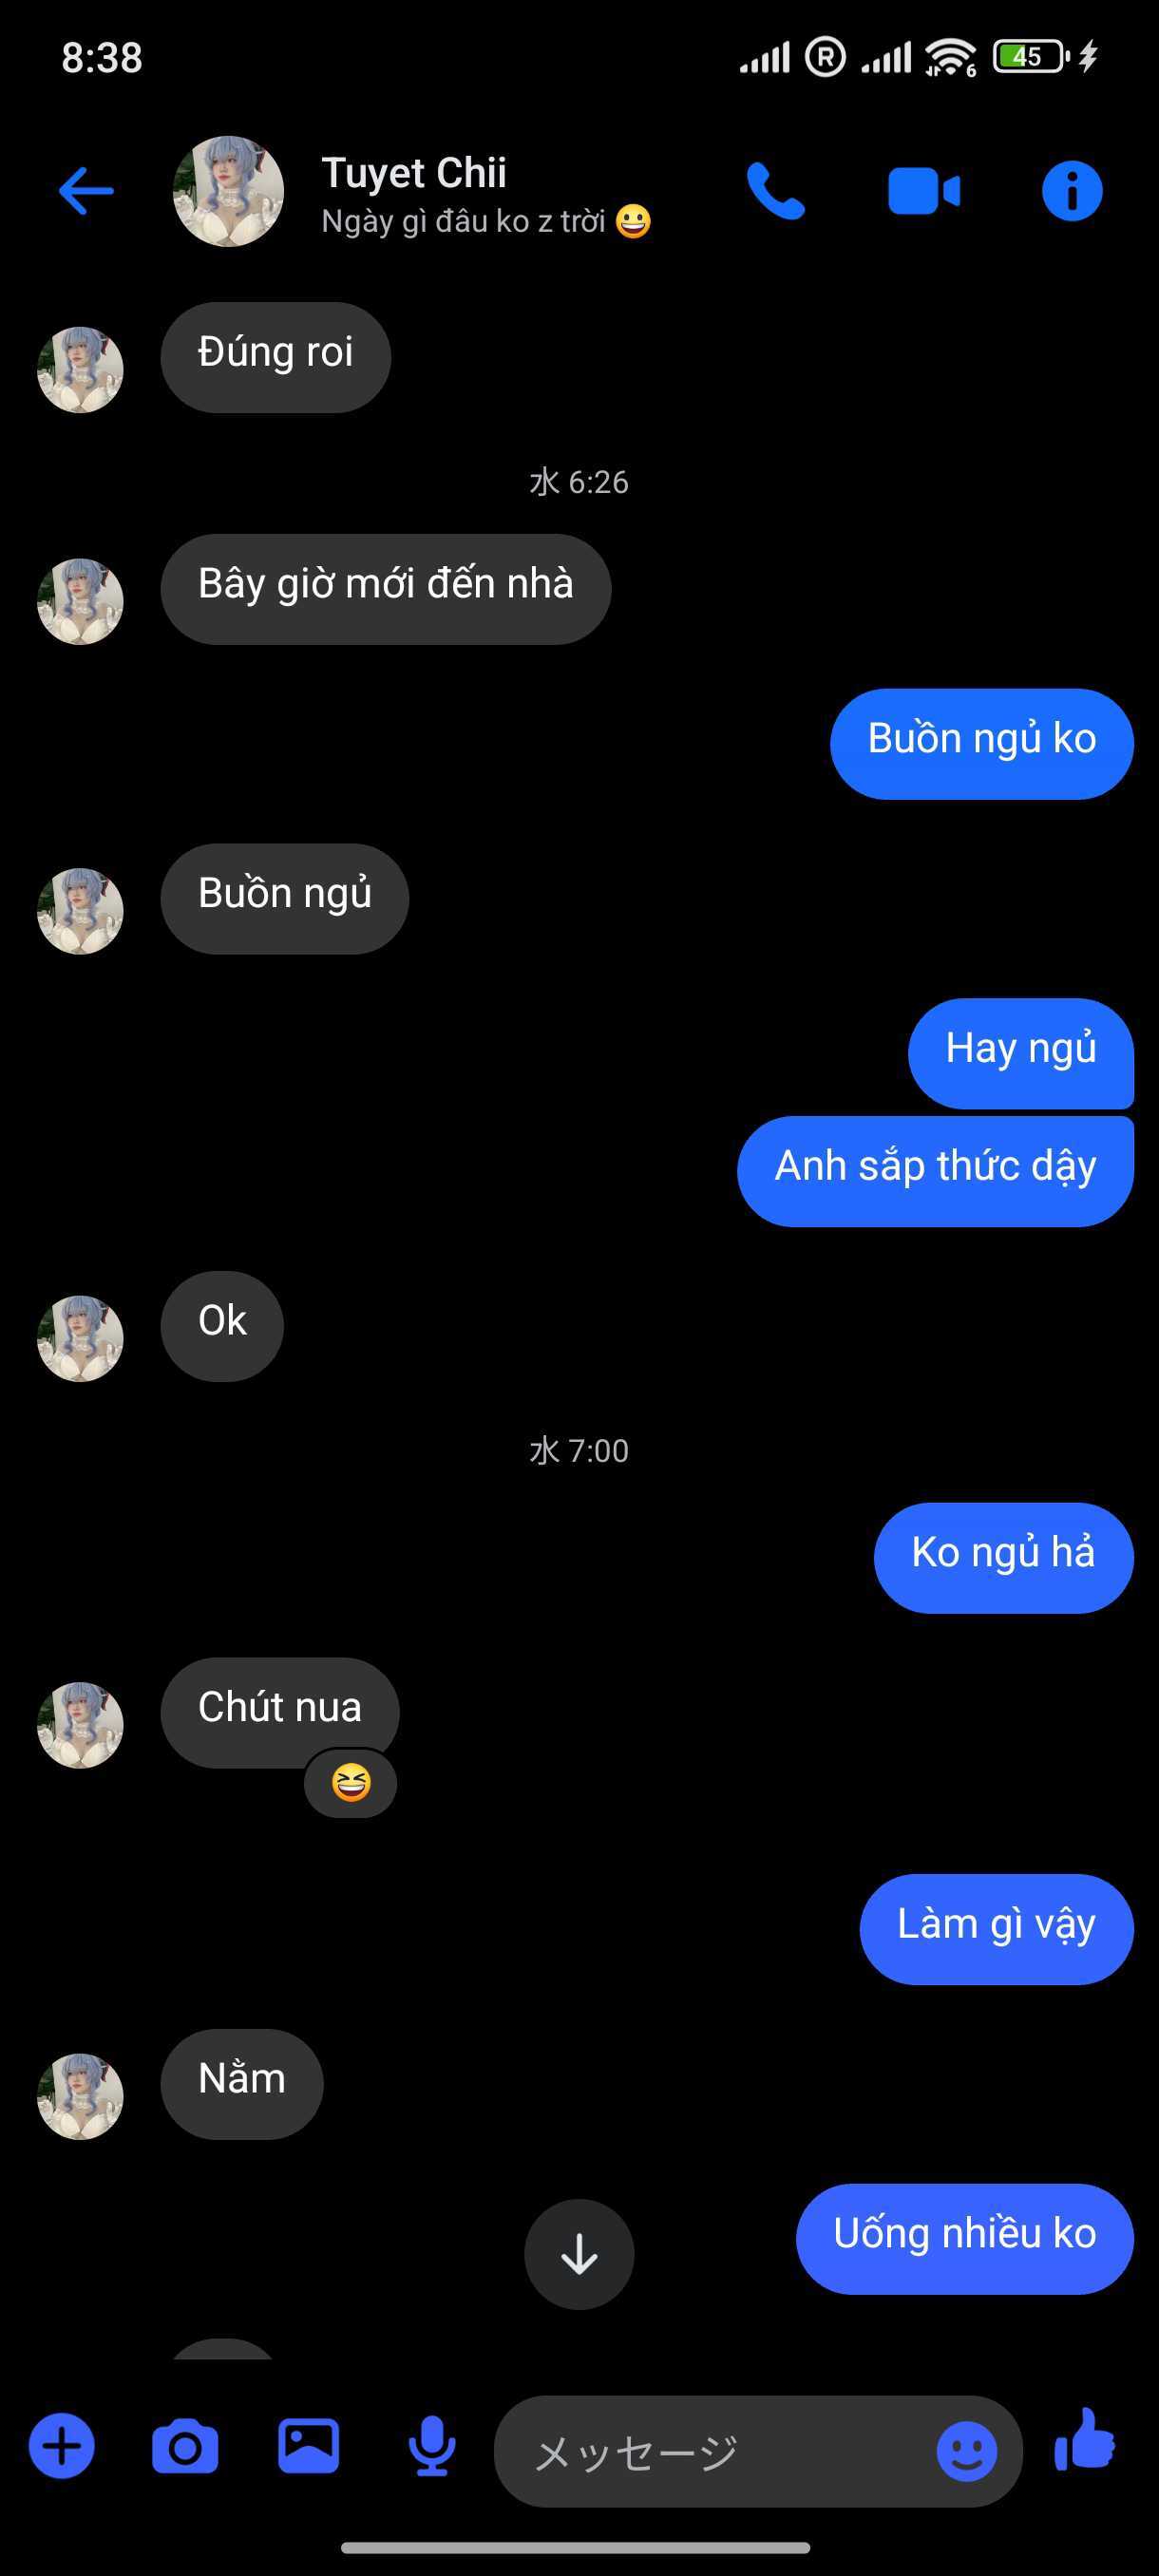 8:38
R
6
45
Tuyet Chii
Ngày gì đâu ko z trời 😀
Đúng roi
水 6:26
Bây giờ mới đến nhà
Buồn ngủ ko
Buồn ngủ
Hay ngủ
Anh sắp thức dậy
Ok
水 7:00
Ko ngủ hả
Chút nua
😆
Làm gì vậy
Nằm
Uống nhiều ko
メッセージ